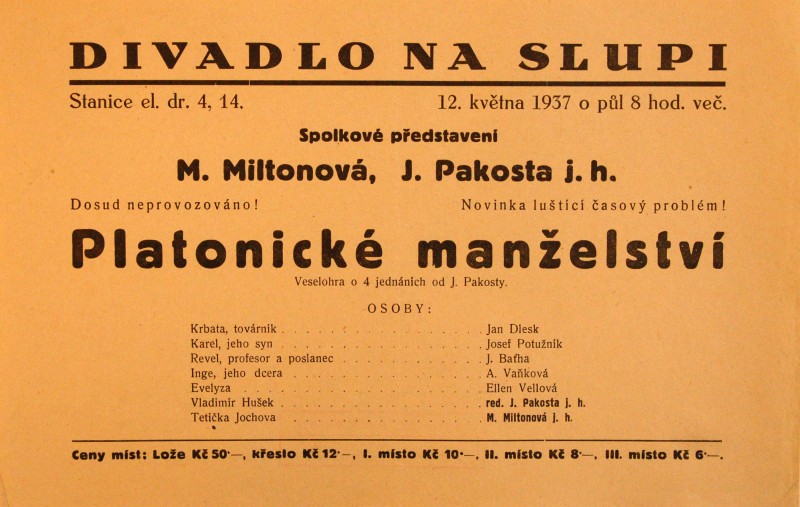 DIVADLO NA SLUPI
Stanice el. dr. 4, 14. 12. května 1937 o půl 8 hod. več.
Spolkové představení
M. Miltonová, J. Pakosta j. h.
Dosud neprovozováno! Novinka luštící časový problém!
Platonické manželství
Veselohra o 4 jednáních od J. Pakosty.
OSOBY:
Krbata, továrník . . . . . . . . . . . . . . . . . Jan Dlesk
Karel, jeho syn . . . . . . . . . . . . . . . . . Josef Potužník
Revel, profesor a poslanec . . . . . . . . . . . . Bařha
Inge, jeho dcera . . . . . . . . . . . . . . . . . A. Vaňková
Evelyza . . . . . . . . . . . . . . . . . . . . . Ellen Vellová
Vladimír Hušek . . . . . . . . . . . . . . . . . red. J. Pakosta j. h.
Tetička Jochova . . . . . . . . . . . . . . . . . M. Miltonová j. h.
Ceny míst: Lože Kč 50·–, křeslo Kč 12·–, I. místo Kč 10·–, II. místo Kč 8·–, III. místo Kč 6·–.